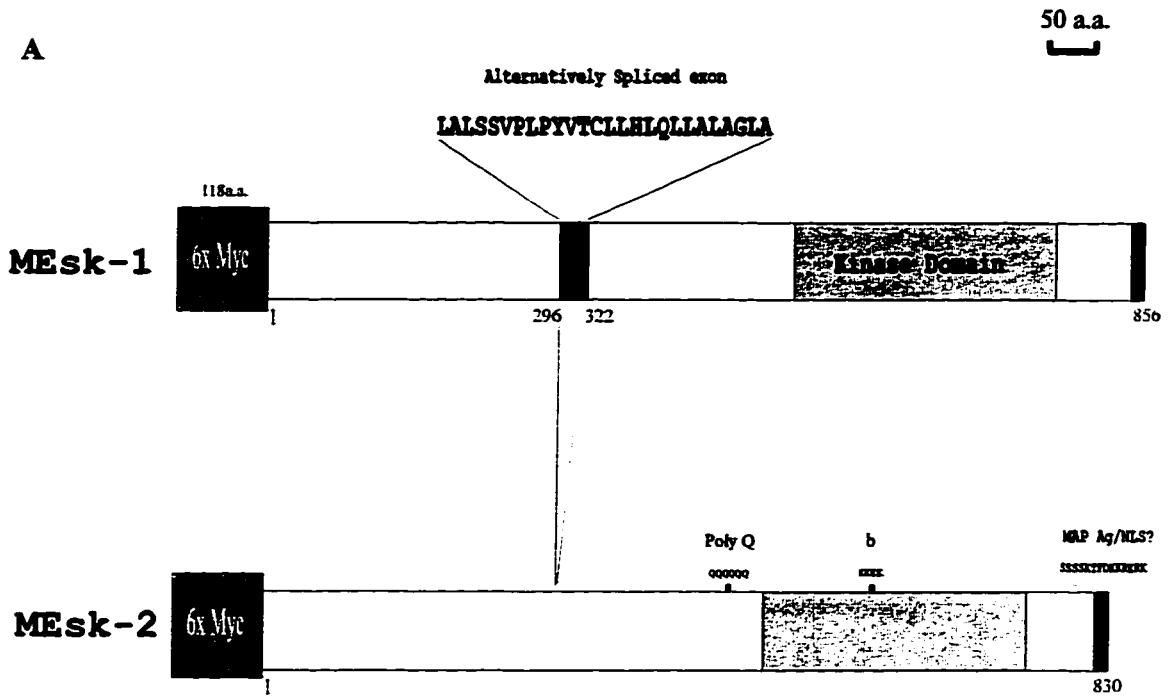 50 a.a.
A
Alternatively Spliced exon
LALSSVPLPYVTCLLHLQLLALAGLA
118a.a.
MEsk-1
6x Myc
Kinase Domain
1
296
322
856
Poly Q
b
MAP Ag/NLS?
QQQQQQ
MEsk-2
6x Myc
1
830